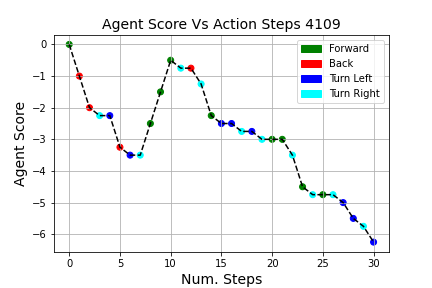 Agent Score Vs Action Steps 4109
Forward
Back
Turn Left
Turn Right
Agent Score
0
−1
−2
−3
−4
−5
−6
0 5 10 15 20 25 30
Num. Steps